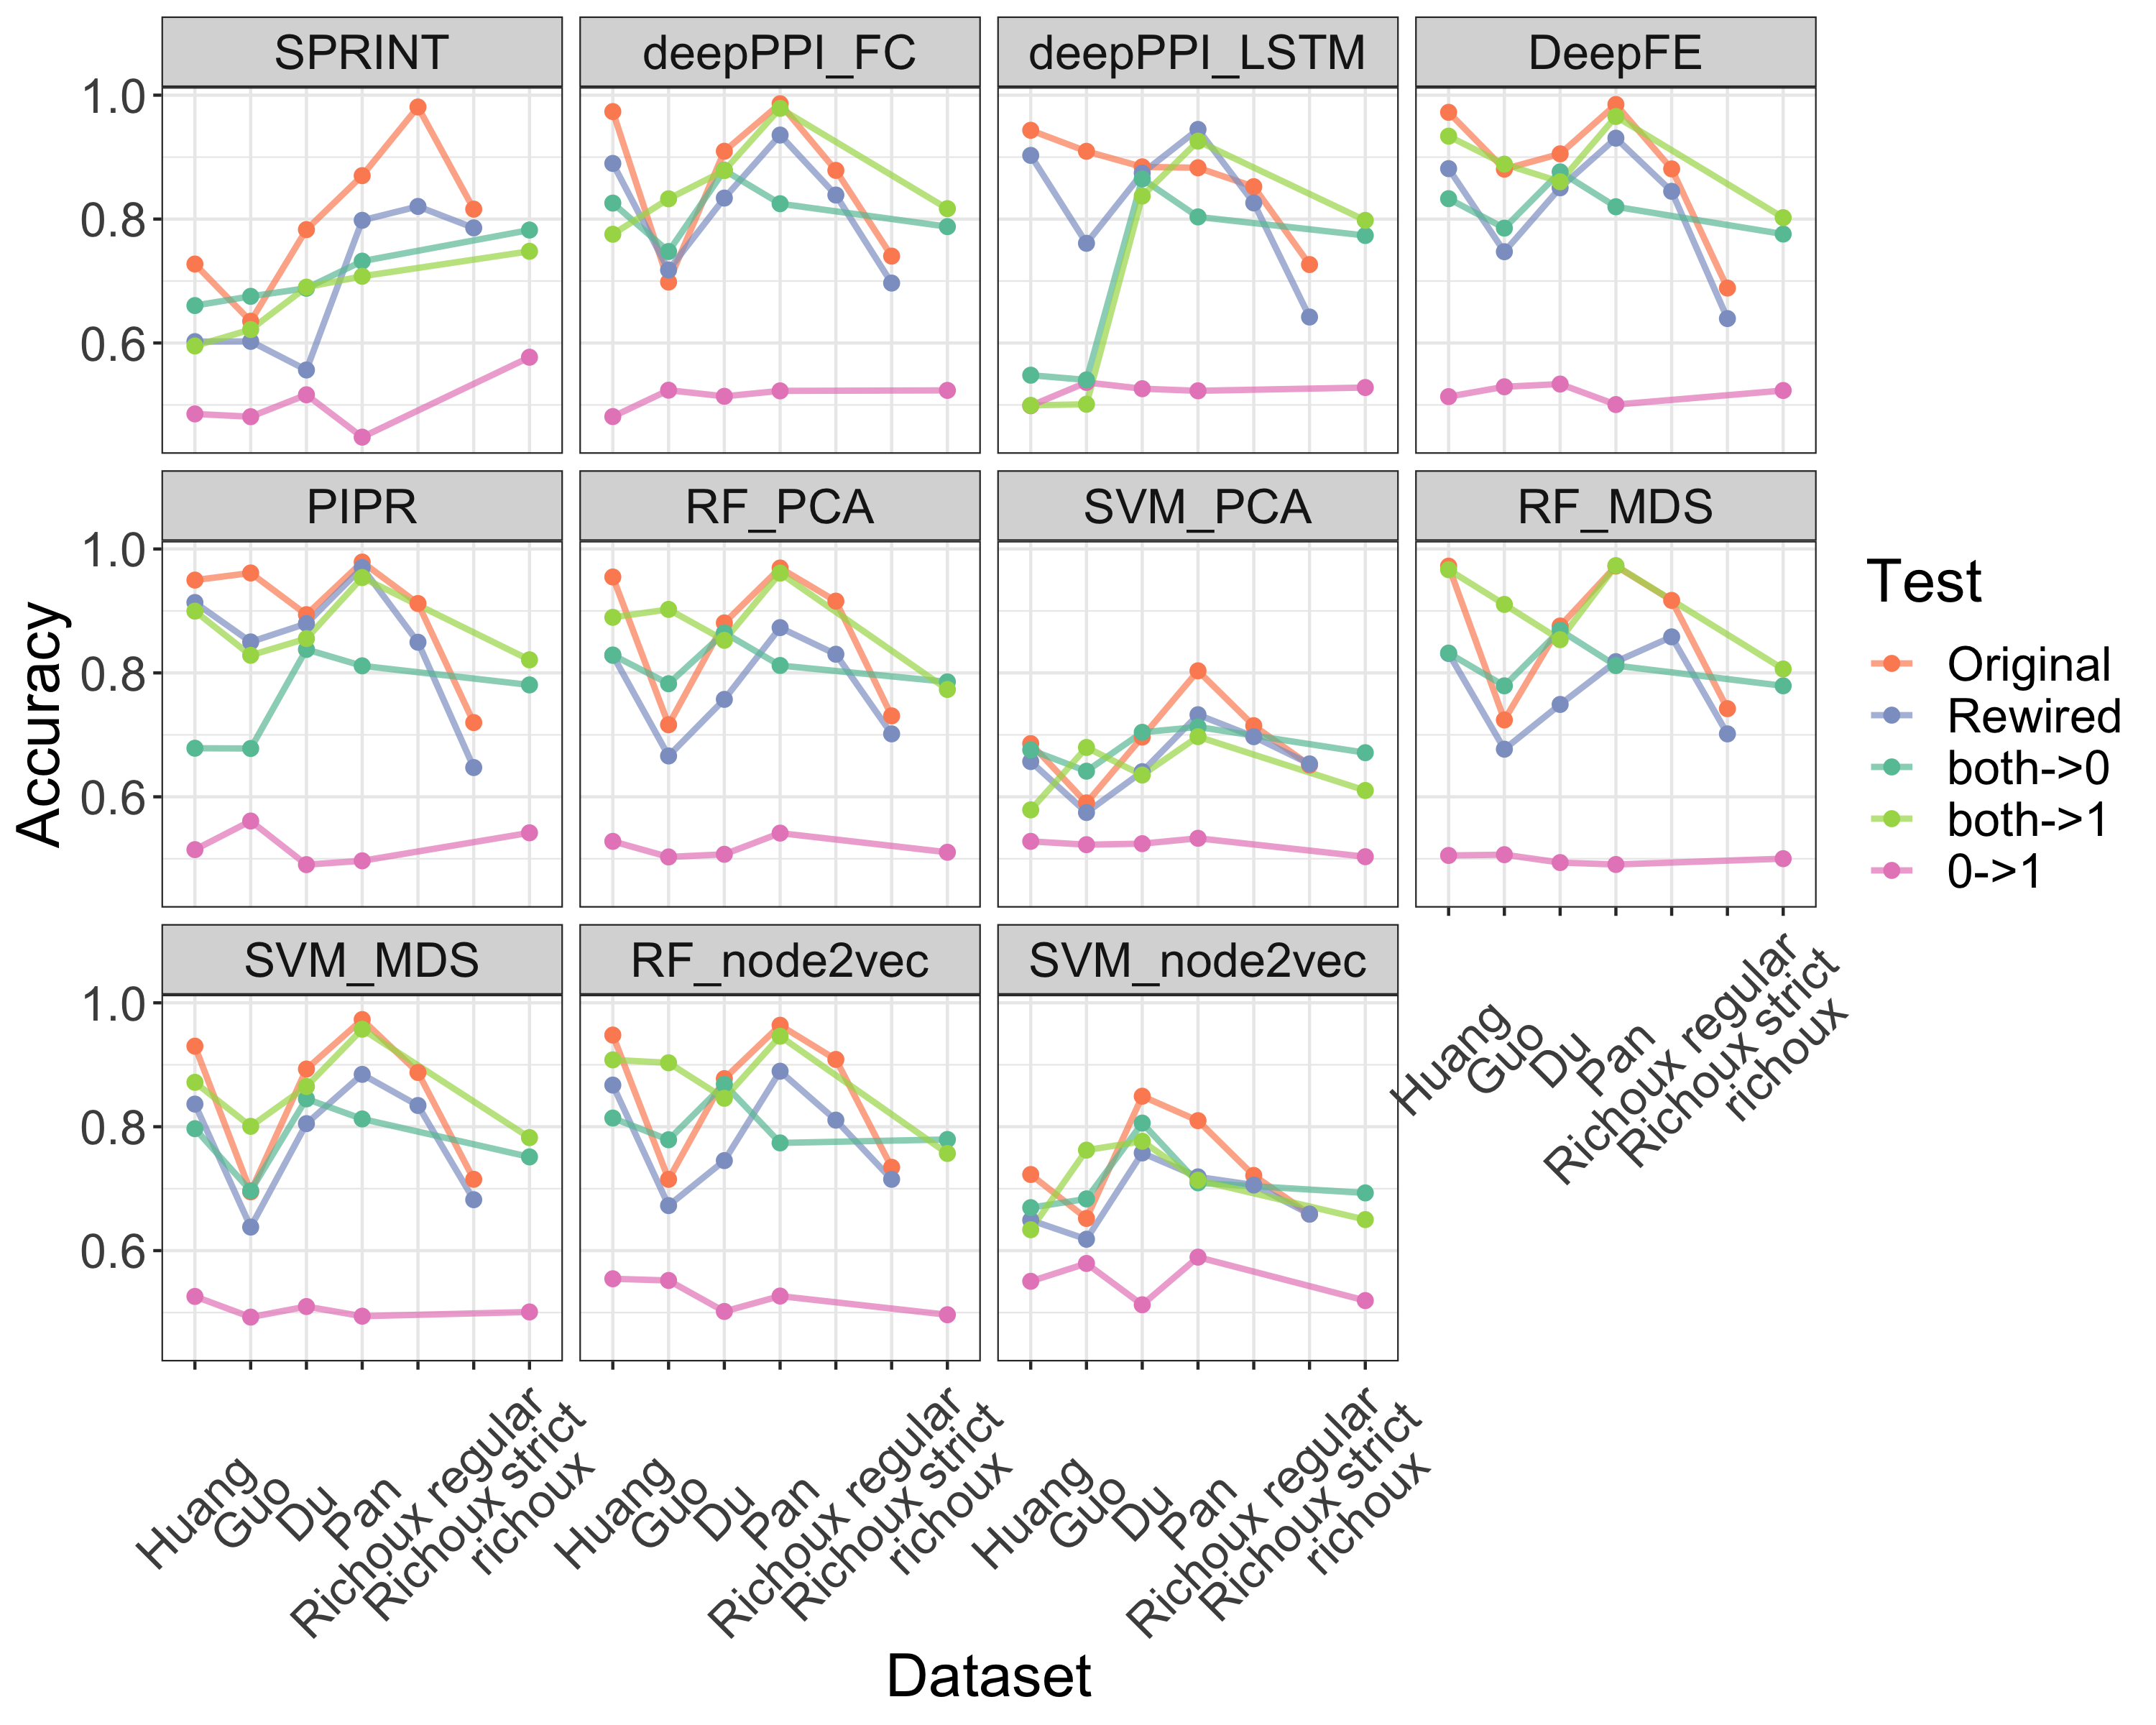 SPRINT
deepPPI_FC
deepPPI_LSTM
DeepFE
1.0
0.8
0.6
PIPR
RF_PCA
SVM_PCA
RF_MDS
1.0
0.8
0.6
Accuracy
Test
Original
Rewired
both->0
both->1
0->1
SVM_MDS
RF_node2vec
SVM_node2vec
1.0
0.8
0.6
Huang
Guo
Du
Pan
Richoux regular
Richoux strict
richoux
Huang
Guo
Du
Pan
Richoux regular
Richoux strict
richoux
Huang
Guo
Du
Pan
Richoux regular
Richoux strict
richoux
Huang
Guo
Du
Pan
Richoux regular
Richoux strict
richoux
Dataset